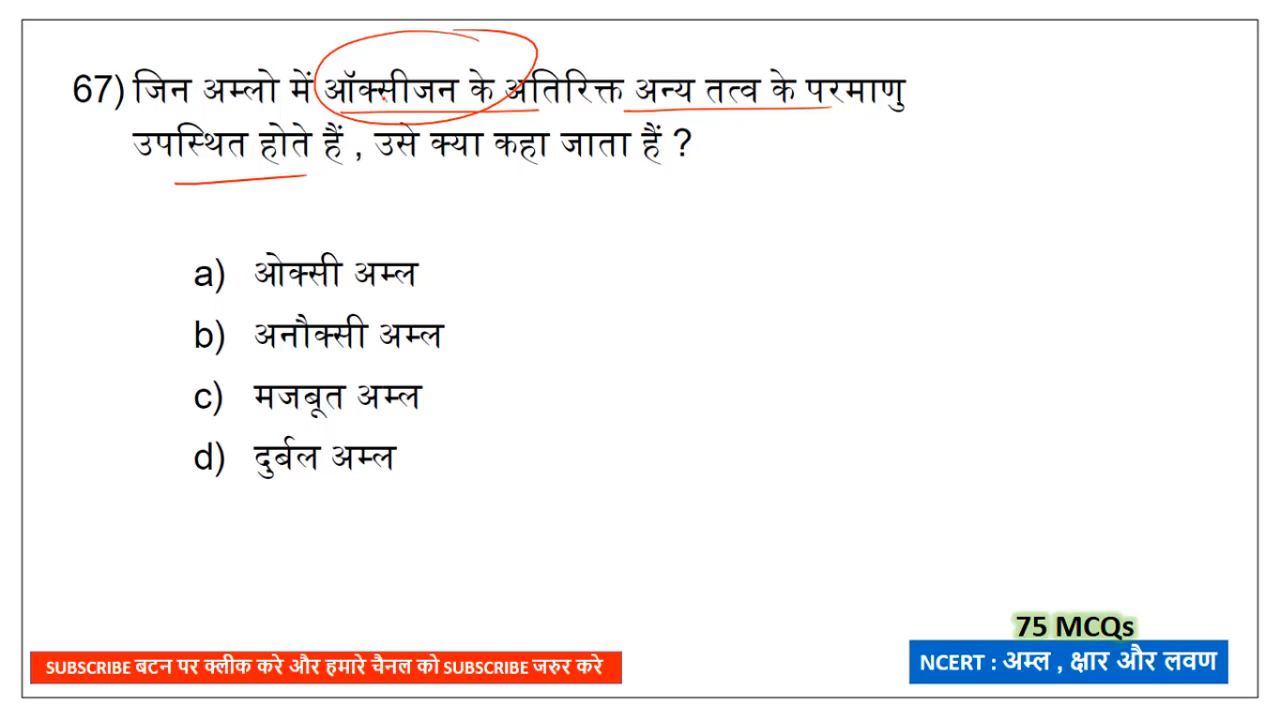 67) जिन अम्लो में ऑक्सीजन के अतिरिक्त अन्य तत्व के परमाणु
उपस्थित होते हैं , उसे क्या कहा जाता हैं ?
a) ओक्सी अम्ल
b) अनौक्सी अम्ल
c) मजबूत अम्ल
d) दुर्बल अम्ल
75 MCQs
NCERT : अम्ल , क्षार और लवण
SUBSCRIBE बटन पर क्लीक करे और हमारे चैनल को SUBSCRIBE जरुर करे